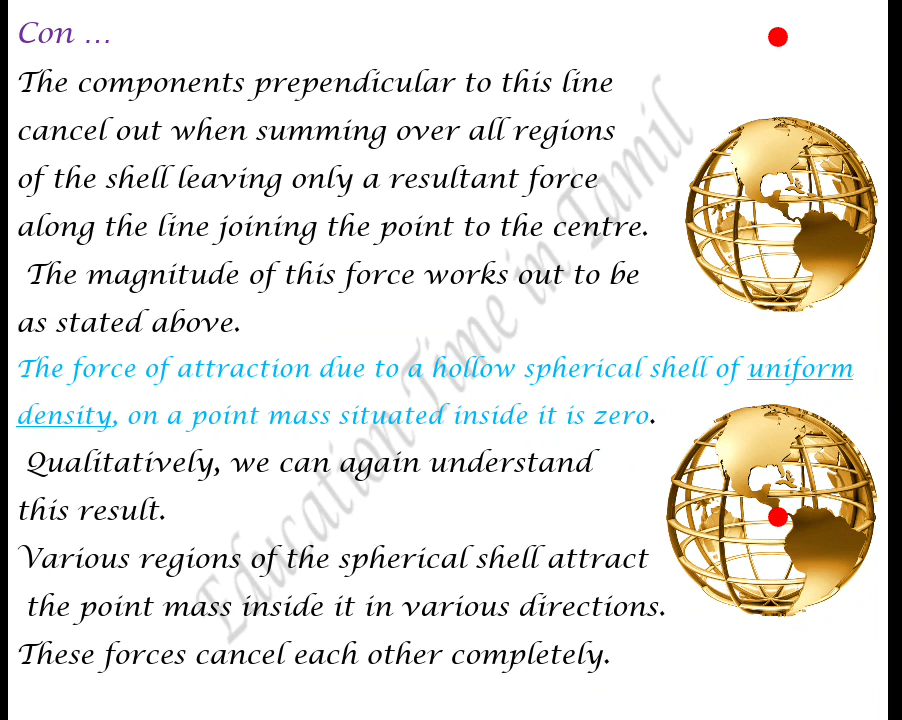 Con …
The components prependicular to this line
cancel out when summing over all regions
of the shell leaving only a resultant force
along the line joining the point to the centre.
The magnitude of this force works out to be
as stated above.
The force of attraction due to a hollow spherical shell of uniform
density, on a point mass situated inside it is zero.
Qualitatively, we can again understand
this result.
Various regions of the spherical shell attract
the point mass inside it in various directions.
These forces cancel each other completely.
Education Time in Tamil